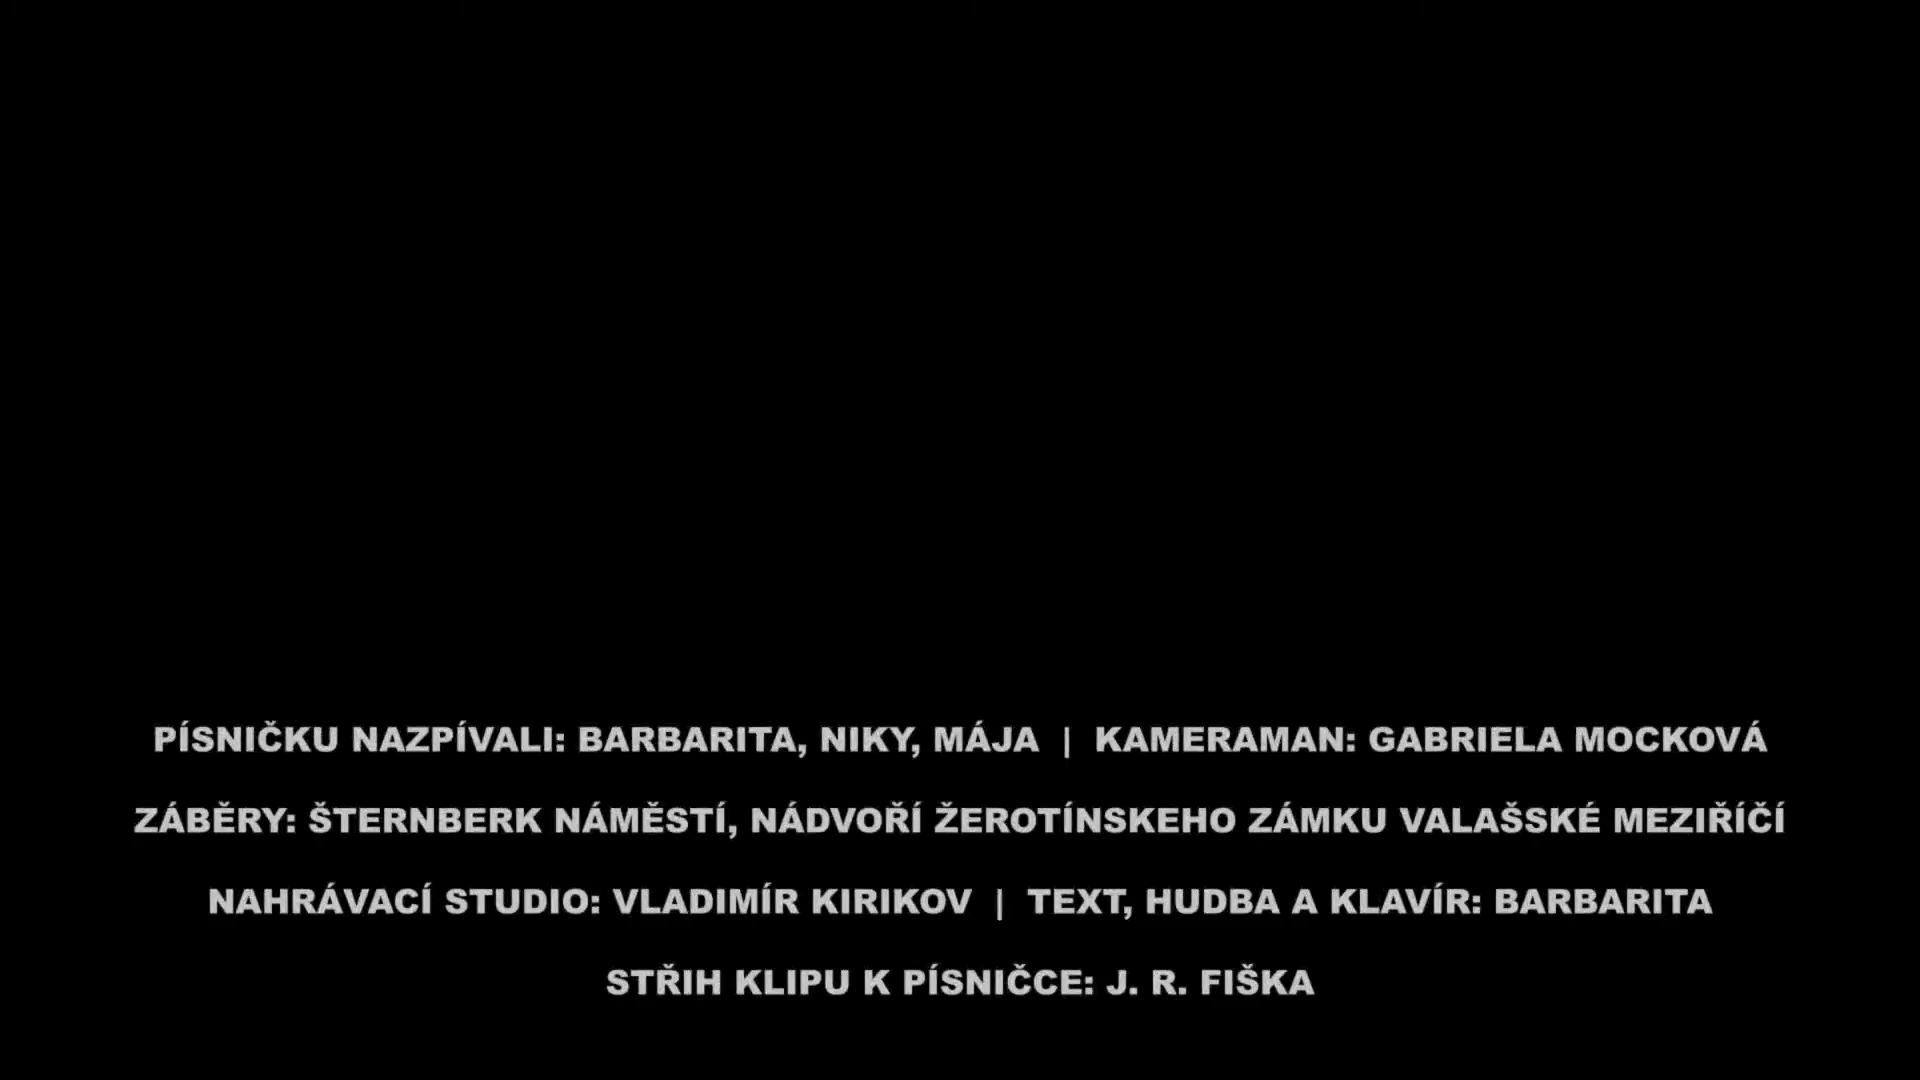 PÍSNIČKU NAZPÍVALI: BARBARITA, NIKY, MÁJA | KAMERAMAN: GABRIELA MOCKOVÁ
ZÁBĚRY: ŠTERNBERK NÁMĚSTÍ, NÁDVOŘÍ ŽEROTÍNSKEHO ZÁMKU VALAŠSKÉ MEZIŘÍČÍ
NAHRÁVACÍ STUDIO: VLADIMÍR KIRIKOV | TEXT, HUDBA A KLAVÍR: BARBARITA
STŘIH KLIPU K PÍSNIČCE: J. R. FIŠKA